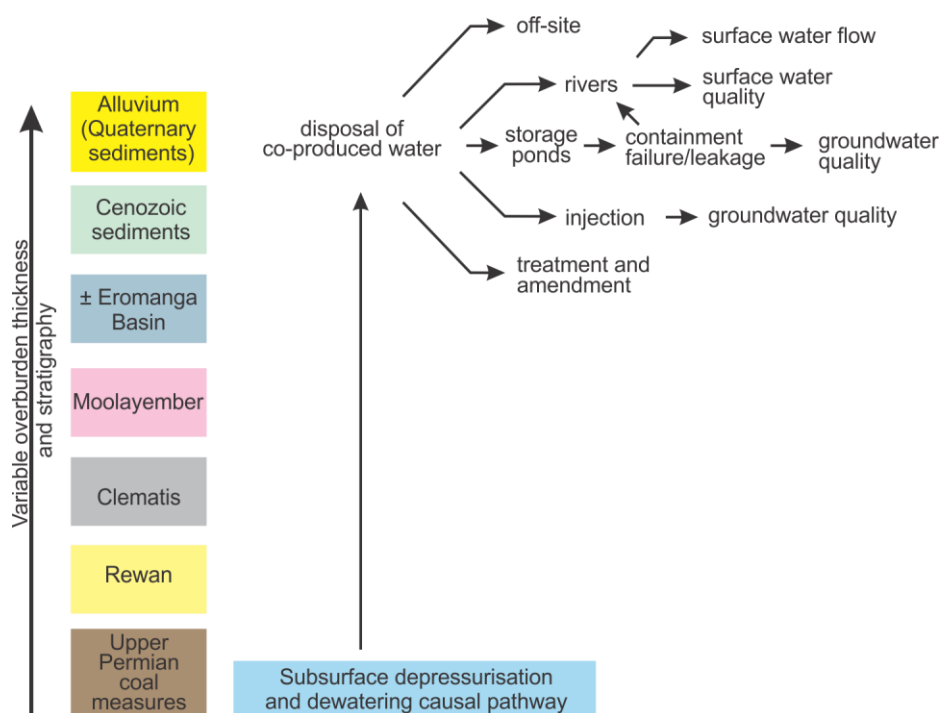 Variable overburden thickness
and stratigraphy
Alluvium
(Quaternary
sediments)
Cenozoic
sediments
± Eromanga
Basin
Moolayember
Clematis
Rewan
Upper
Permian
coal
measures
disposal of
co-produced water
off-site
rivers
surface water flow
surface water
quality
storage
ponds
containment
failure/leakage
groundwater
quality
injection
groundwater quality
treatment and
amendment
Subsurface depressurisation
and dewatering causal pathway